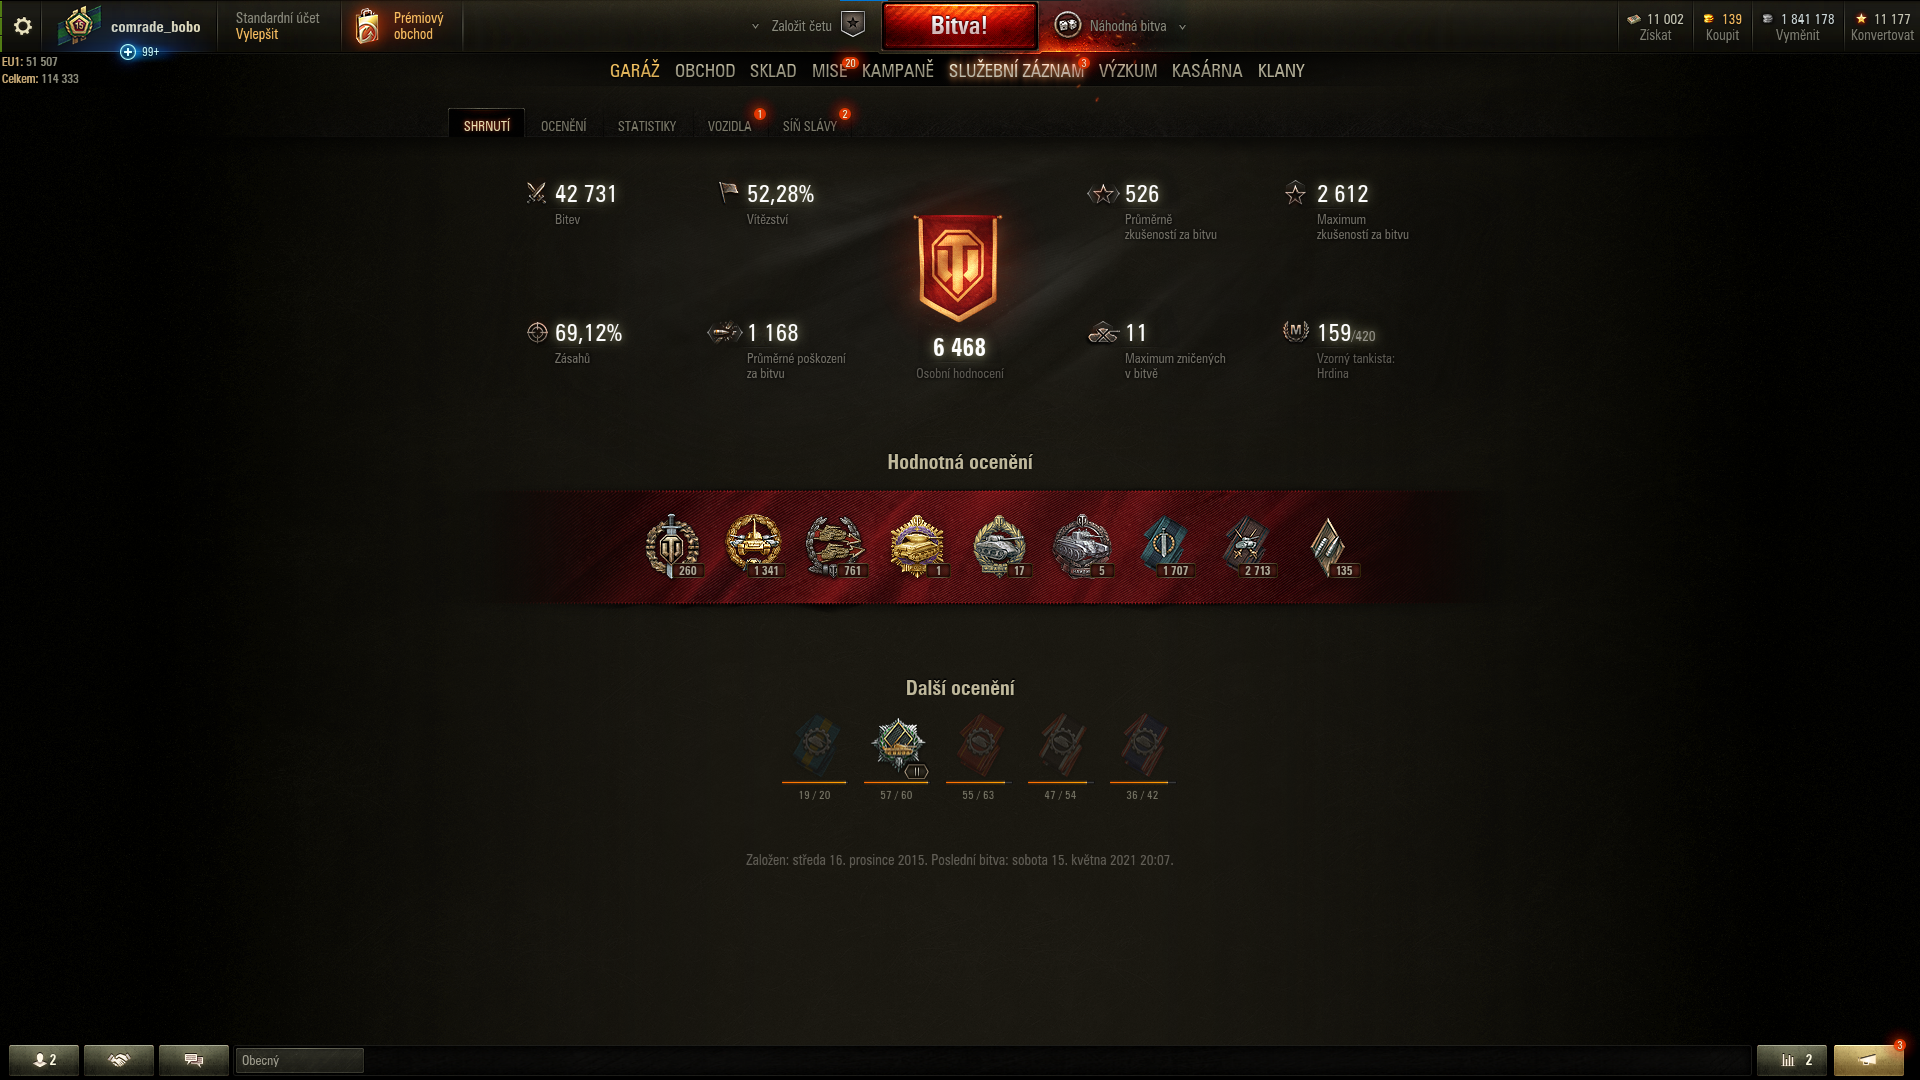 15
comrade_bobo
99+
Standardní účet
Vylepšit
Prémiový
obchod
Založit četu
Bitva!
Náhodná bitva
11 002
Získat
139
Koupit
1 841 178
Vyměnit
11 177
Konvertovat
EU1: 51 507
Celkem: 114 333
GARÁŽ OBCHOD SKLAD MISE 20 KAMPANĚ SLUŽEBNÍ ZÁZNAM 3 VÝZKUM KASÁRNA KLANY
SHRNUTÍ OCENĚNÍ STATISTIKY VOZIDLA 1 SÍŇ SLÁVY 2
42 731
Bitev
52,28%
Vítězství
526
Průměrně
zkušeností za bitvu
2 612
Maximum
zkušeností za bitvu
69,12%
Zásahů
1 168
Průměrné poškození
za bitvu
6 468
Osobní hodnocení
11
Maximum zničených
v bitvě
M
159/420
Vzorný tankista:
Hrdina
Hodnotná ocenění
260 1 341 761 1 17 5 1 707 2 713 135
Další ocenění
II
19 / 20 57 / 60 55 / 63 47 / 54 36 / 42
Založen: středa 16. prosince 2015. Poslední bitva: sobota 15. května 2021 20:07.
2
Obecný
2
3